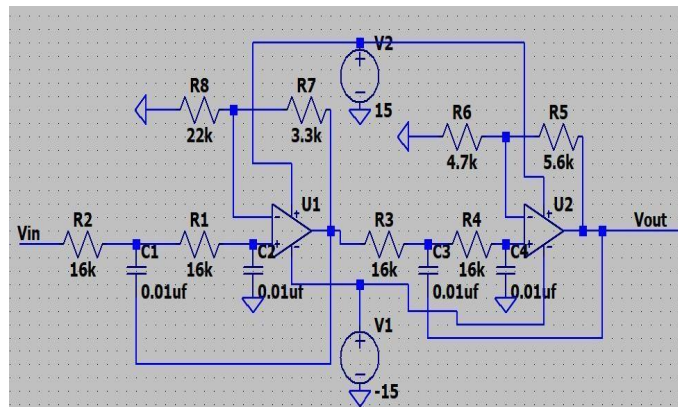 V2
15
R8
22k
R7
3.3k
R6
4.7k
R5
5.6k
U1
U2
Vin
R2
16k
C1
0.01uf
R1
16k
C2
0.01uf
R3
16k
C3
0.01uf
R4
16k
C4
0.01uf
Vout
V1
-15